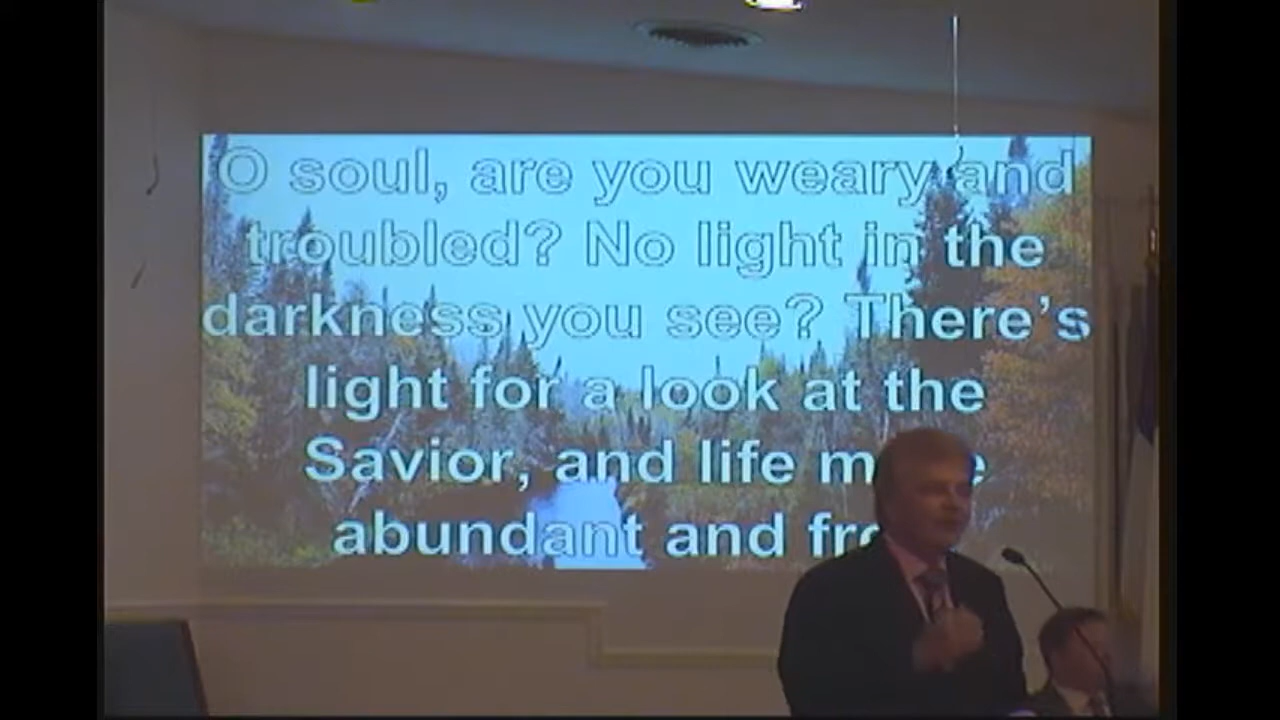 O soul, are you weary and
troubled? No light in the
darkness you see? There's
light for a look at the
Savior, and life
abundant and